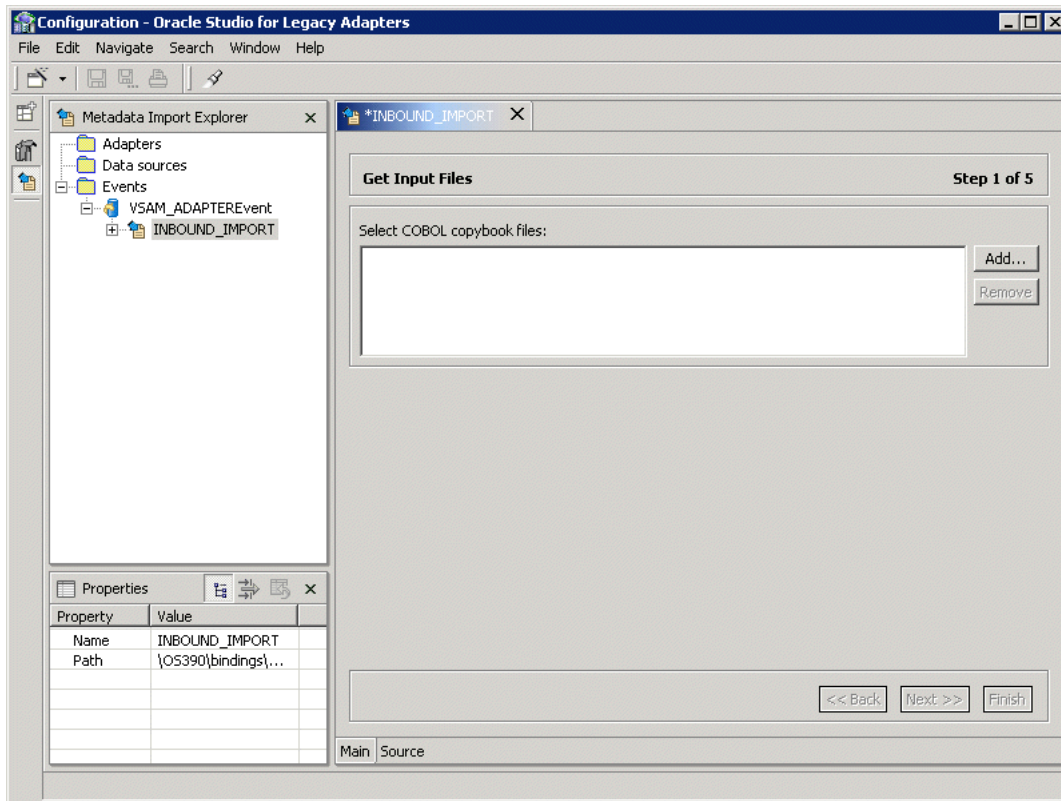 Configuration - Oracle Studio for Legacy Adapters
File Edit Navigate Search Window Help
Metadata Import Explorer
Adapters
Data sources
Events
VSAM_ADAPTEREvent
INBOUND_IMPORT
*INBOUND_IMPORT
Get Input Files Step 1 of 5
Select COBOL copybook files:
Add...
Remove
Properties
Property Value
Name INBOUND_IMPORT
Path \OS390\bindings\...
<< Back Next >> Finish
Main Source